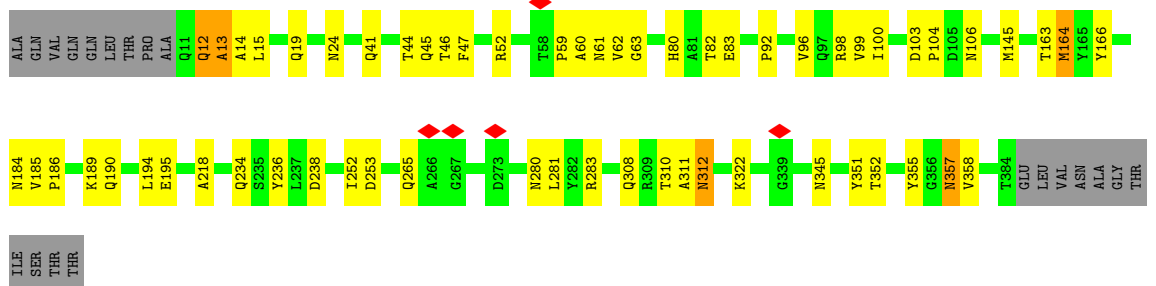 ALA GLN VAL GLN GLN LEU THR PRO ALA Q11 Q12 A13 A14 L15 Q19 N24 Q41 T44 Q45 T46 F47 R52 T58 P59 A60 N61 V62 G63 H80 A81 T82 E83 P92 V96 Q97 R98 V99 I100 D103 P104 D105 N106 M145 T163 M164 Y165 Y166
N184 V185 P186 K189 Q190 L194 E195 A218 Q234 S235 Y236 L237 D238 I252 D253 Q265 A266 G267 D273 N280 L281 Y282 R283 Q308 R309 T310 A311 N312 K322 G339 N345 Y351 T352 Y355 G356 N357 V358 T384 GLU LEU VAL ASN ALA GLY THR
ILE SER THR THR